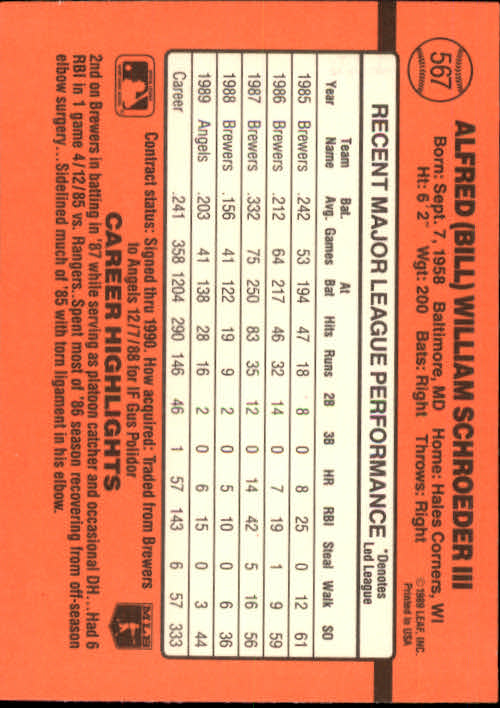 567
ALFRED (BILL) WILLIAM SCHROEDER III
Born: Sept. 7, 1958 Baltimore, MD Home: Hales Corners, WI
Ht: 6'2" Wgt: 200 Bats: Right Throws: Right
©1989 LEAF, INC.
Printed in USA
RECENT MAJOR LEAGUE PERFORMANCE *Denotes Led League
Year Team Name Bat. Avg. Games At Bat Hits Runs 2B 3B HR RBI Steal Walk SO
1985 Brewers .242 53 194 47 18 8 0 8 25 0 12 61
1986 Brewers .212 64 217 46 32 14 0 7 19 1 9 59
1987 Brewers .332 75 250 83 35 12 0 14 42 5 16 56
1988 Brewers .156 41 122 19 9 2 0 5 10 0 6 36
1989 Angels .203 41 138 28 16 2 0 6 15 0 3 44
Career .241 358 1204 290 146 46 1 57 143 6 57 333
Contract status: Signed thru 1990. How acquired: Traded from Brewers
to Angels 12/7/88 for IF Gus Polidor
MLB
CAREER HIGHLIGHTS
2nd on Brewers in batting in '87 while serving as platoon catcher and occasional DH...Had 6
RBI in 1 game 4/12/85 vs. Rangers...Spent most of '86 season recovering from off-season
elbow surgery...Sidelined much of '85 with torn ligament in his elbow.